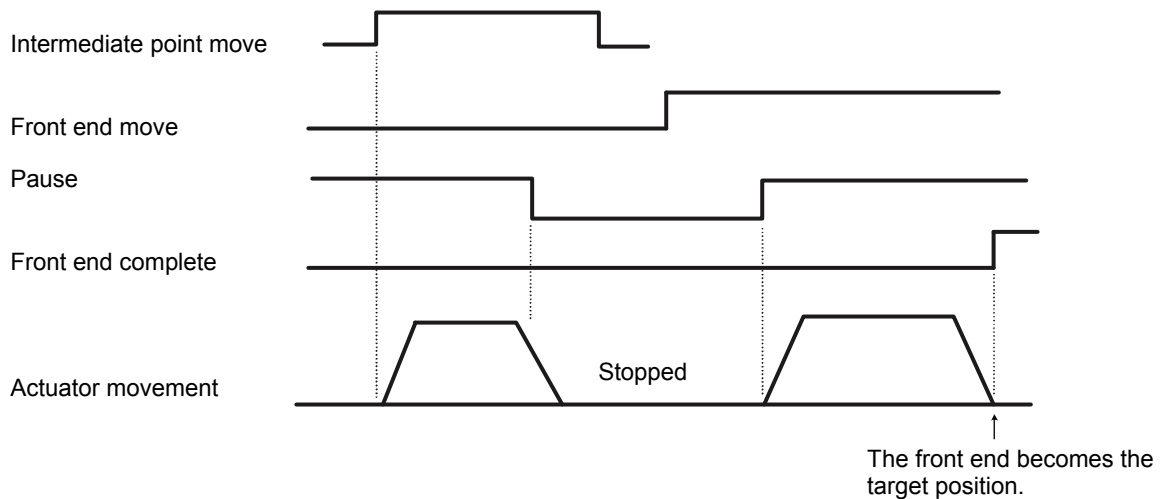 Intermediate point move
Front end move
Pause
Front end complete
Stopped
Actuator movement
The front end becomes the
target position.